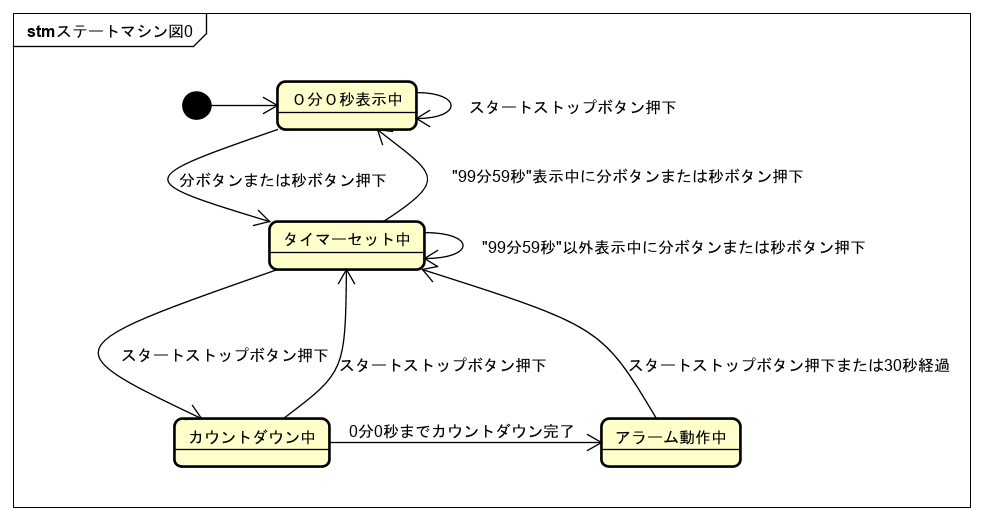 stmステートマシン図0
０分０秒表示中
スタートストップボタン押下
分ボタンまたは秒ボタン押下
"99分59秒"表示中に分ボタンまたは秒ボタン押下
タイマーセット中
"99分59秒"以外表示中に分ボタンまたは秒ボタン押下
スタートストップボタン押下
スタートストップボタン押下
スタートストップボタン押下または30秒経過
カウントダウン中
0分0秒までカウントダウン完了
アラーム動作中